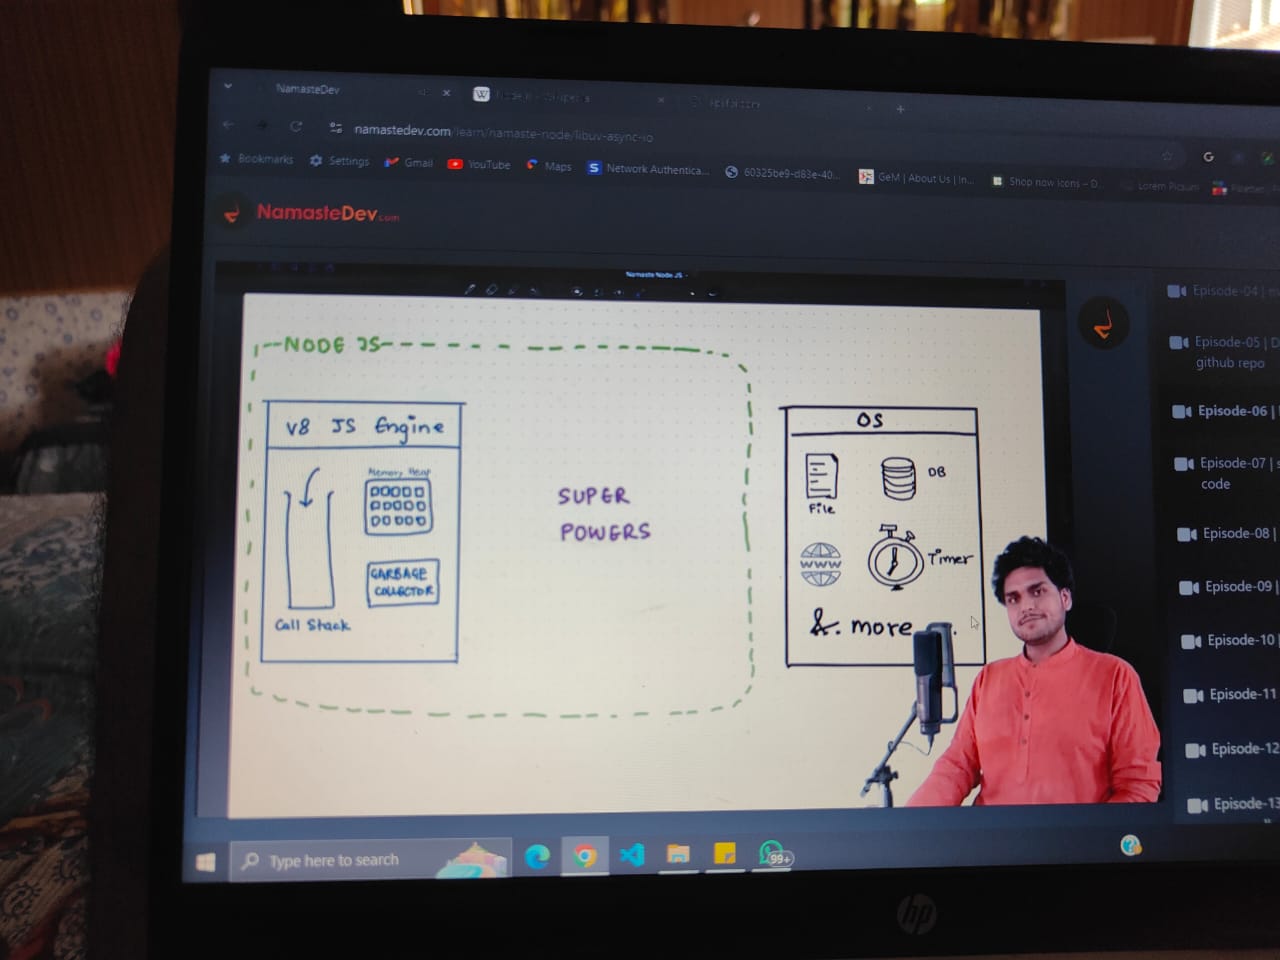 NamasteDev
namastedev.com/learn/namaste-node/libuv-async-io
Bookmarks
Settings
Gmail
YouTube
Maps
Network Authentica...
60325be9-d83e-40...
GeM | About Us | In...
Shop now icons – D...
Lorem Picsum
NamasteDev.com
Namaste Node JS
NODE JS
V8 JS Engine
Memory Heap
GARBAGE
COLLECTOR
Call Stack
SUPER
POWERS
OS
File
DB
www
Timer
&. more
Episode-04 |
Episode-05 | D
github repo
Episode-06 |
Episode-07 | s
code
Episode-08 |
Episode-09 |
Episode-10 |
Episode-11
Episode-12
Episode-13
Type here to search
99+
hp